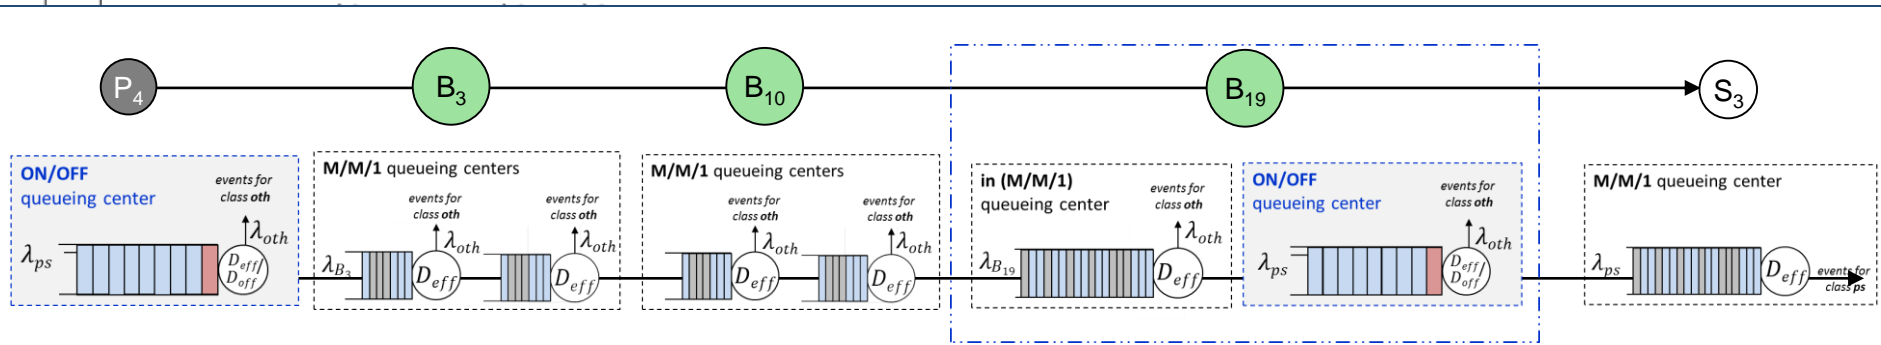 P4
B3
B10
B19
S3
ON/OFF
queueing center
events for
class oth
λoth
λps
Deff/
Doff
M/M/1 queueing centers
events for
class oth
λoth
λB3
Deff
events for
class oth
λoth
Deff
M/M/1 queueing centers
events for
class oth
λoth
Deff
events for
class oth
λoth
Deff
in (M/M/1)
queueing center
events for
class oth
λoth
λB19
Deff
ON/OFF
queueing center
events for
class oth
λoth
λps
Deff/
Doff
M/M/1 queueing center
λps
Deff
events for
class ps